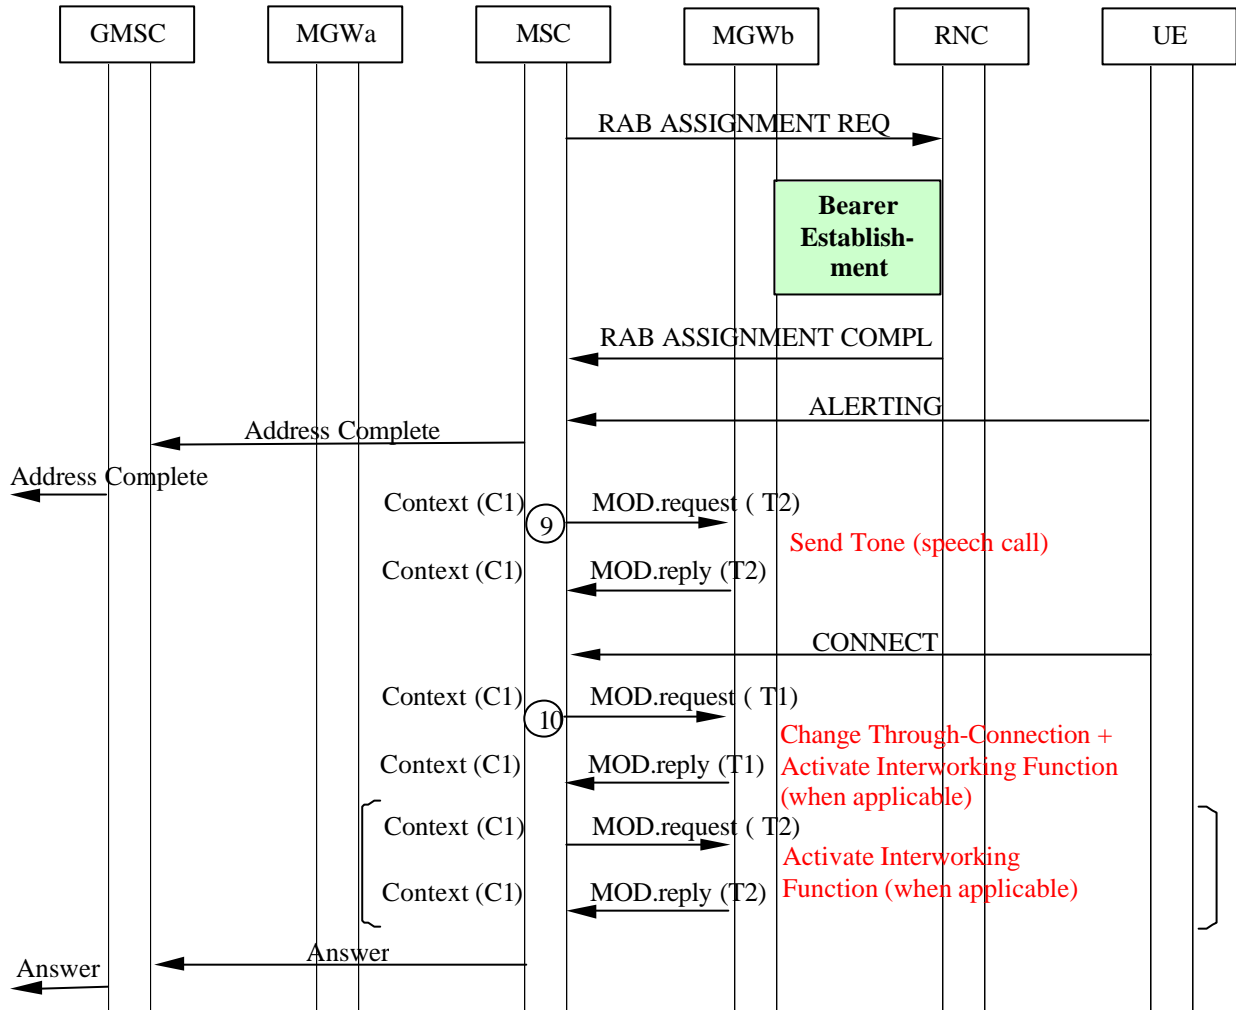 GMSC
MGWa
MSC
MGWb
RNC
UE
RAB ASSIGNMENT REQ
Bearer
Establish-
ment
RAB ASSIGNMENT COMPL
ALERTING
Address Complete
Address Complete
Context (C1)
9
MOD.request ( T2)
Send Tone (speech call)
Context (C1)
MOD.reply (T2)
CONNECT
Context (C1)
10
MOD.request ( T1)
Change Through-Connection +
Activate Interworking Function
(when applicable)
Context (C1)
MOD.reply (T1)
Context (C1)
MOD.request ( T2)
Activate Interworking
Function (when applicable)
Context (C1)
MOD.reply (T2)
Answer
Answer